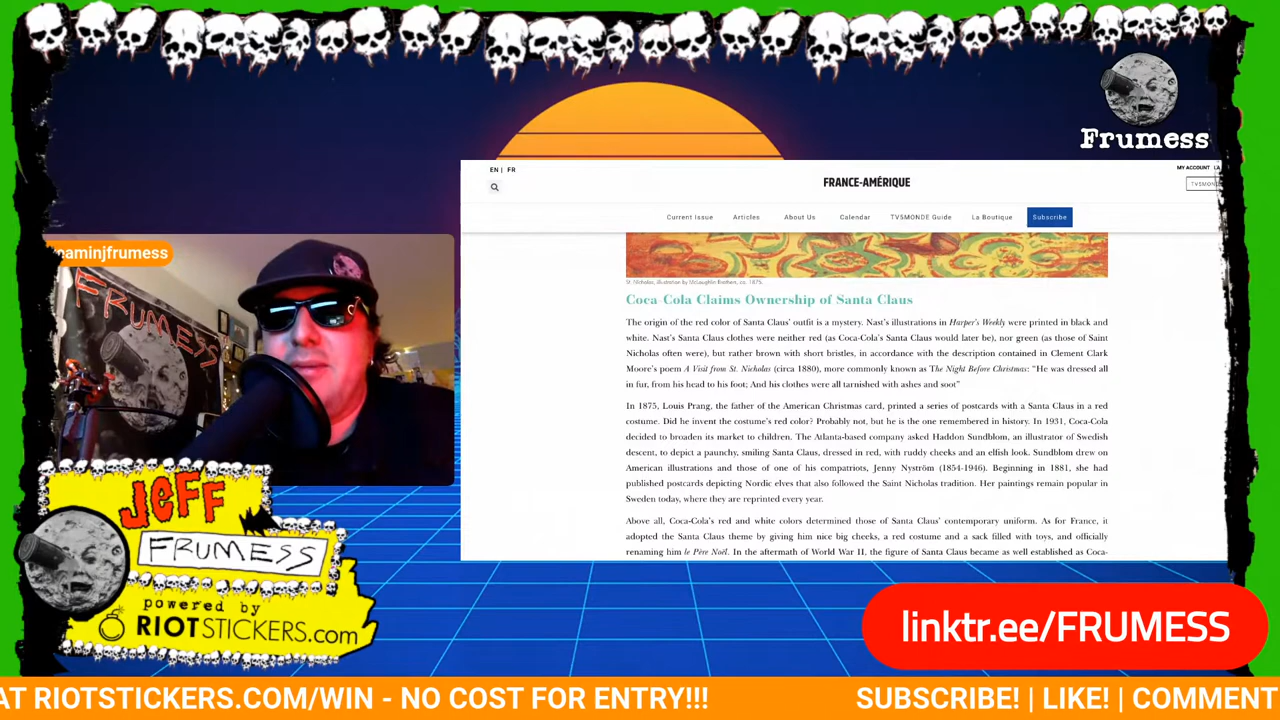 Frumess
EN | FR
MY ACCOUNT
FRANCE-AMÉRIQUE
TV5MOND
Current Issue
Articles
About Us
Calendar
TV5MONDE Guide
La Boutique
Subscribe
eaminjfrumess
FRUMESS
St. Nicholas, illustration by McLaughlin Brothers, ca. 1875.
Coca-Cola Claims Ownership of Santa Claus
The origin of the red color of Santa Claus' outfit is a mystery. Nast's illustrations in Harper's Weekly were printed in black and
white. Nast's Santa Claus clothes were neither red (as Coca-Cola's Santa Claus would later be), nor green (as those of Saint
Nicholas often were), but rather brown with short bristles, in accordance with the description contained in Clement Clark
Moore's poem A Visit from St. Nicholas (circa 1880), more commonly known as The Night Before Christmas: "He was dressed all
in fur, from his head to his foot; And his clothes were all tarnished with ashes and soot"
In 1875, Louis Prang, the father of the American Christmas card, printed a series of postcards with a Santa Claus in a red
costume. Did he invent the costume's red color? Probably not, but he is the one remembered in history. In 1931, Coca-Cola
decided to broaden its market to children. The Atlanta-based company asked Haddon Sundblom, an illustrator of Swedish
descent, to depict a paunchy, smiling Santa Claus, dressed in red, with ruddy cheeks and an elfish look. Sundblom drew on
American illustrations and those of one of his compatriots, Jenny Nyström (1854-1946). Beginning in 1881, she had
published postcards depicting Nordic elves that also followed the Saint Nicholas tradition. Her paintings remain popular in
Sweden today, where they are reprinted every year.
Above all, Coca-Cola's red and white colors determined those of Santa Claus' contemporary uniform. As for France, it
adopted the Santa Claus theme by giving him nice big cheeks, a red costume and a sack filled with toys, and officially
renaming him le Père Noël. In the aftermath of World War II, the figure of Santa Claus became as well established as Coca-
JEFF
FRUMESS
powered by
RIOTSTICKERS.com
linktr.ee/FRUMESS
AT RIOTSTICKERS.COM/WIN - NO COST FOR ENTRY!!!
SUBSCRIBE! | LIKE! | COMMENT